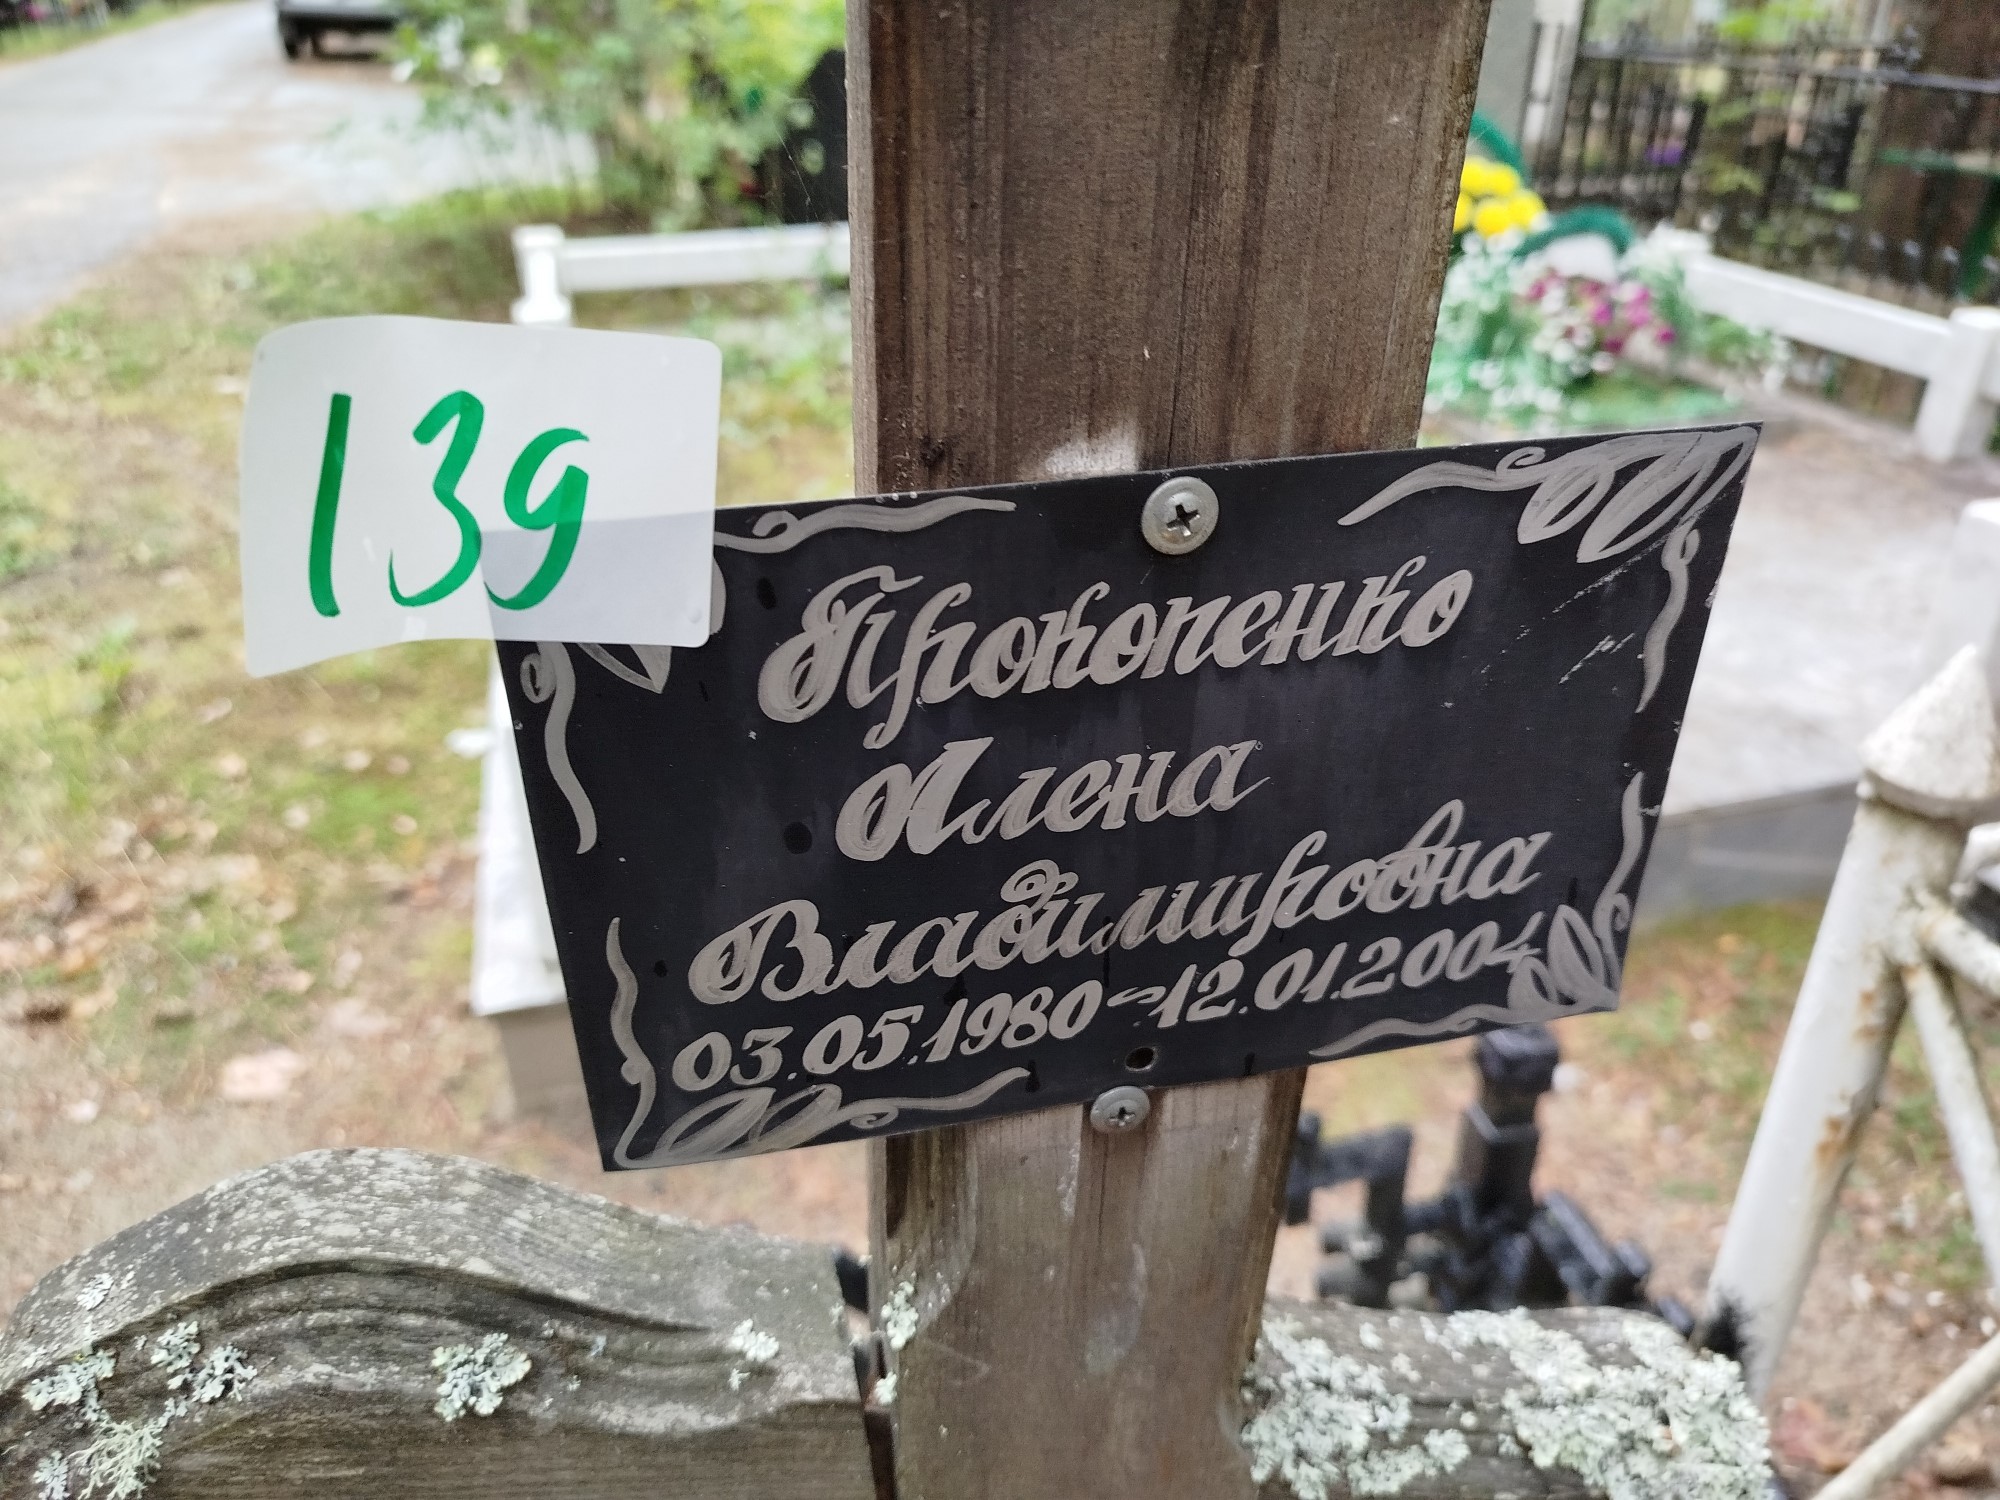 139
Прокопенко
Алена
Владимировна
03.05.1980~12.01.2004